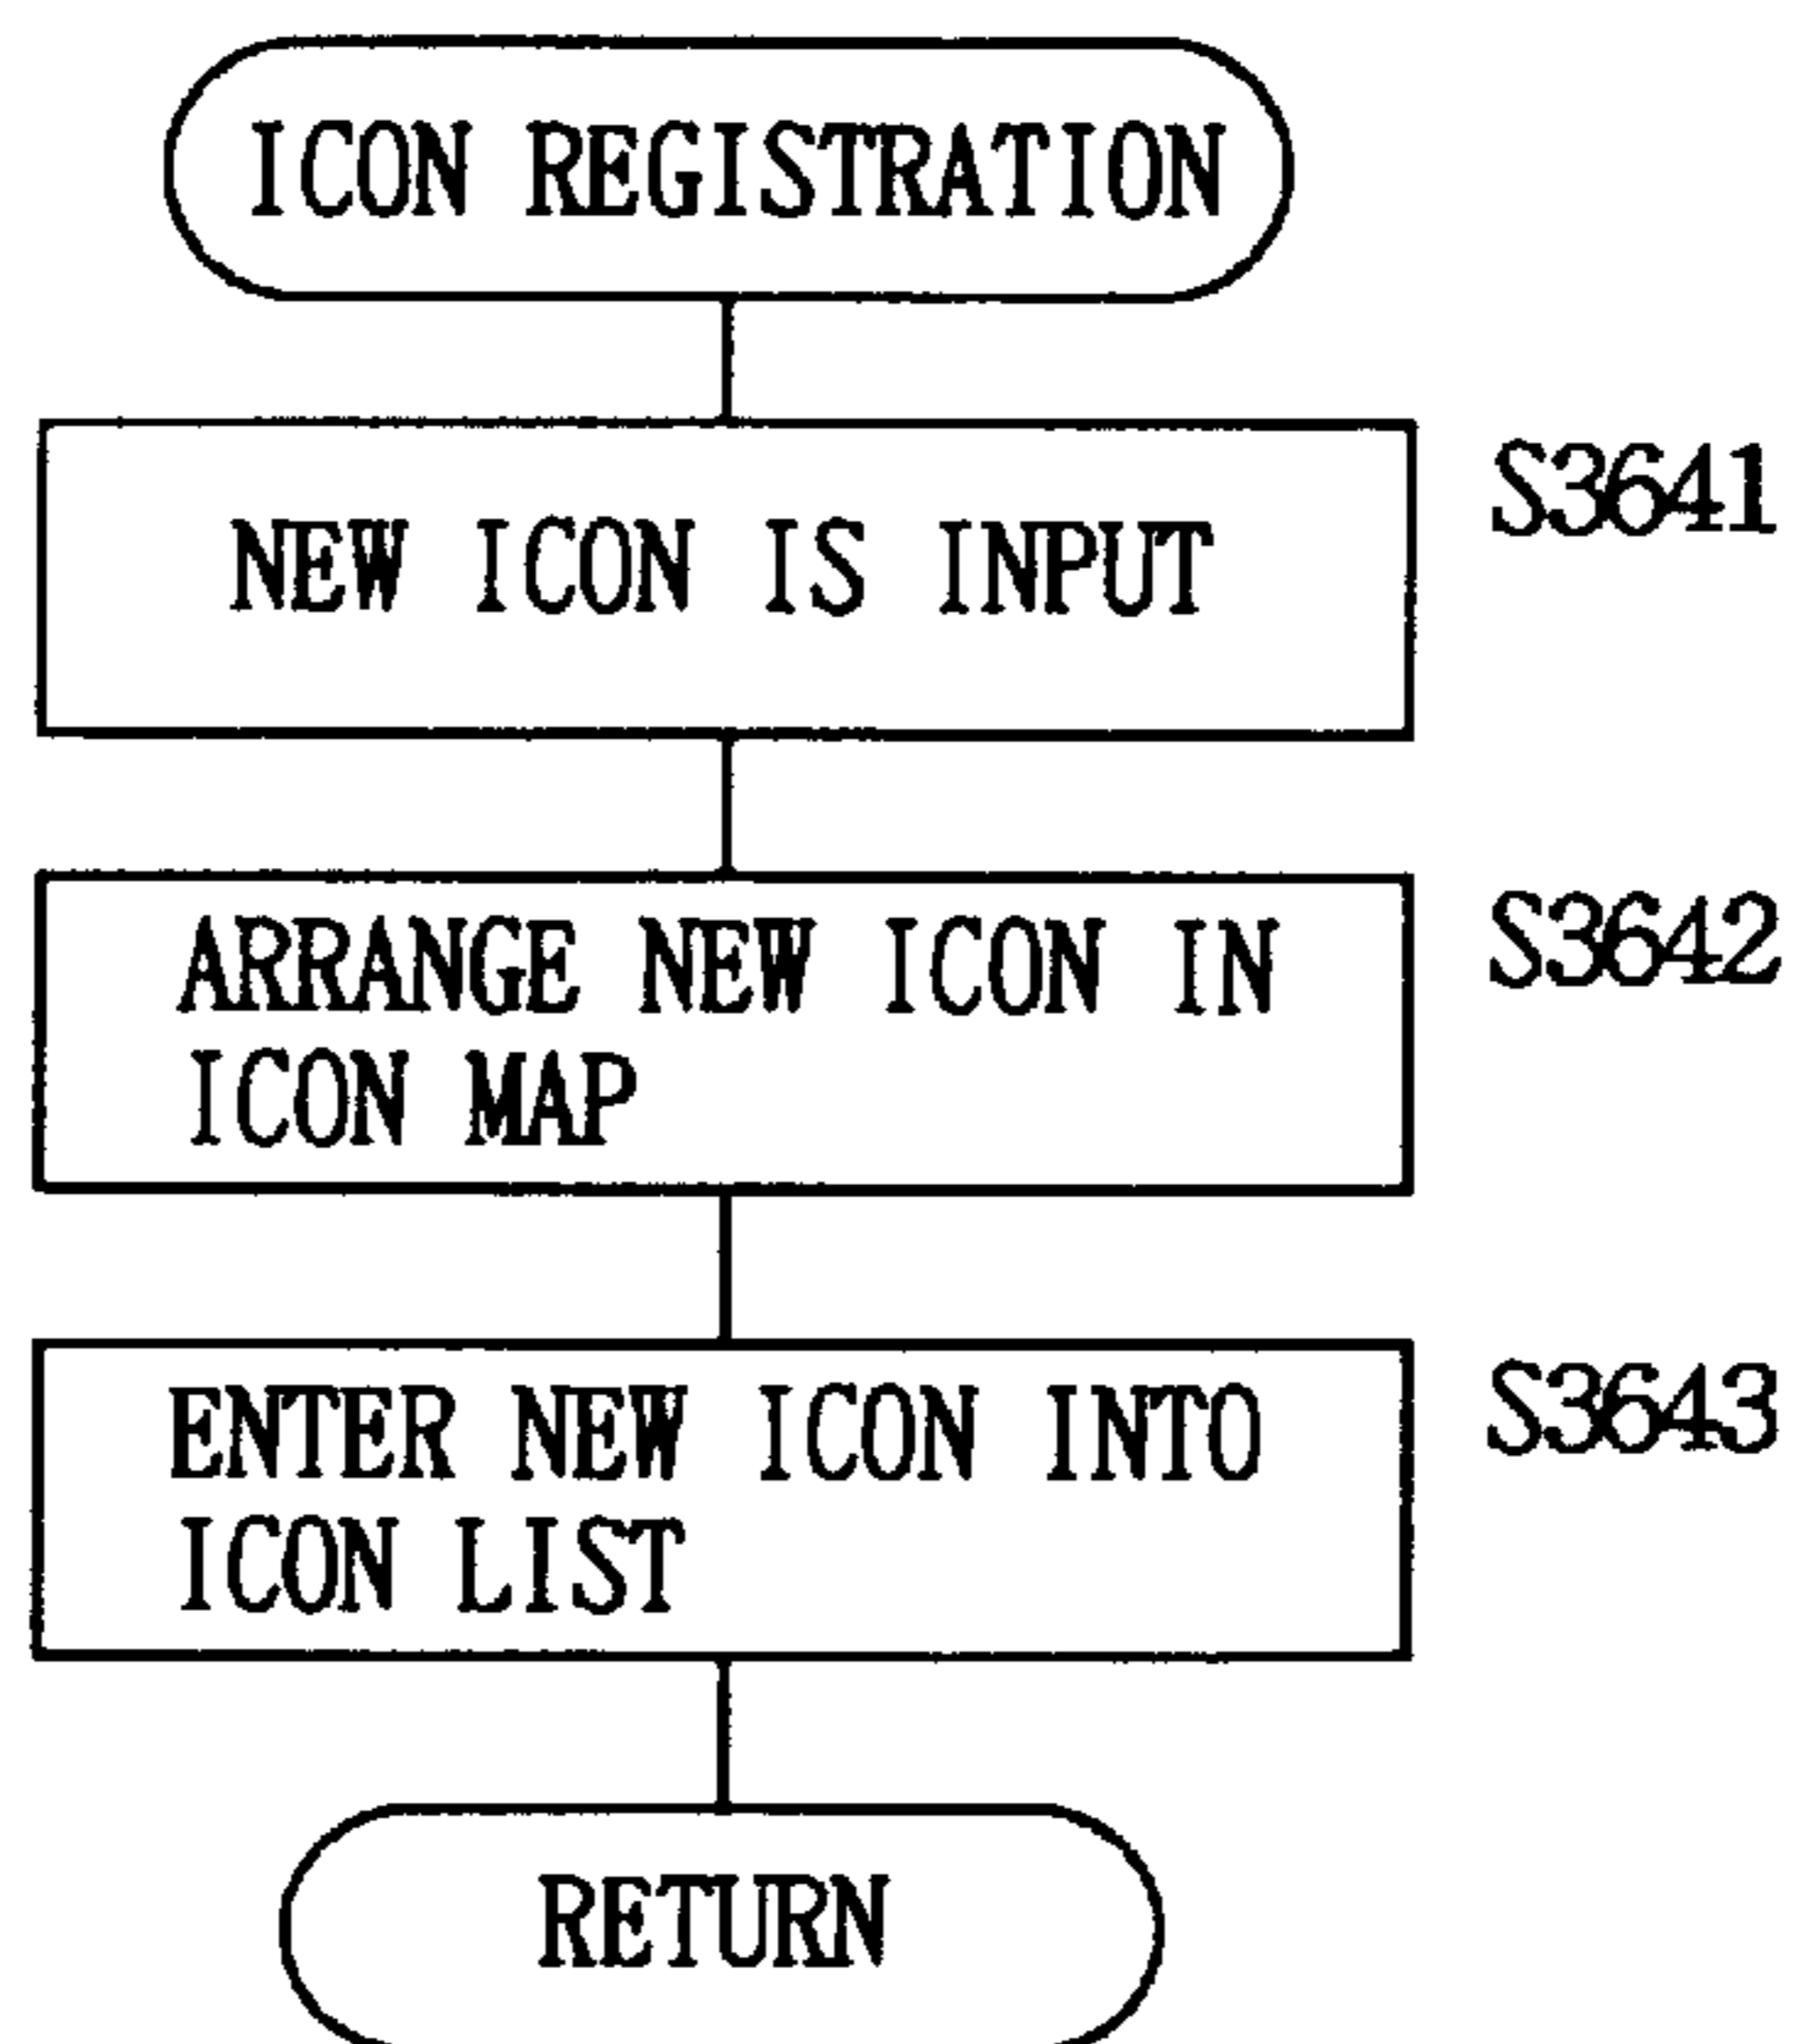 ICON REGISTRATION
NEW ICON IS INPUT
S3641
ARRANGE NEW ICON IN
ICON MAP
S3642
ENTER NEW ICON INTO
ICON LIST
S3643
RETURN